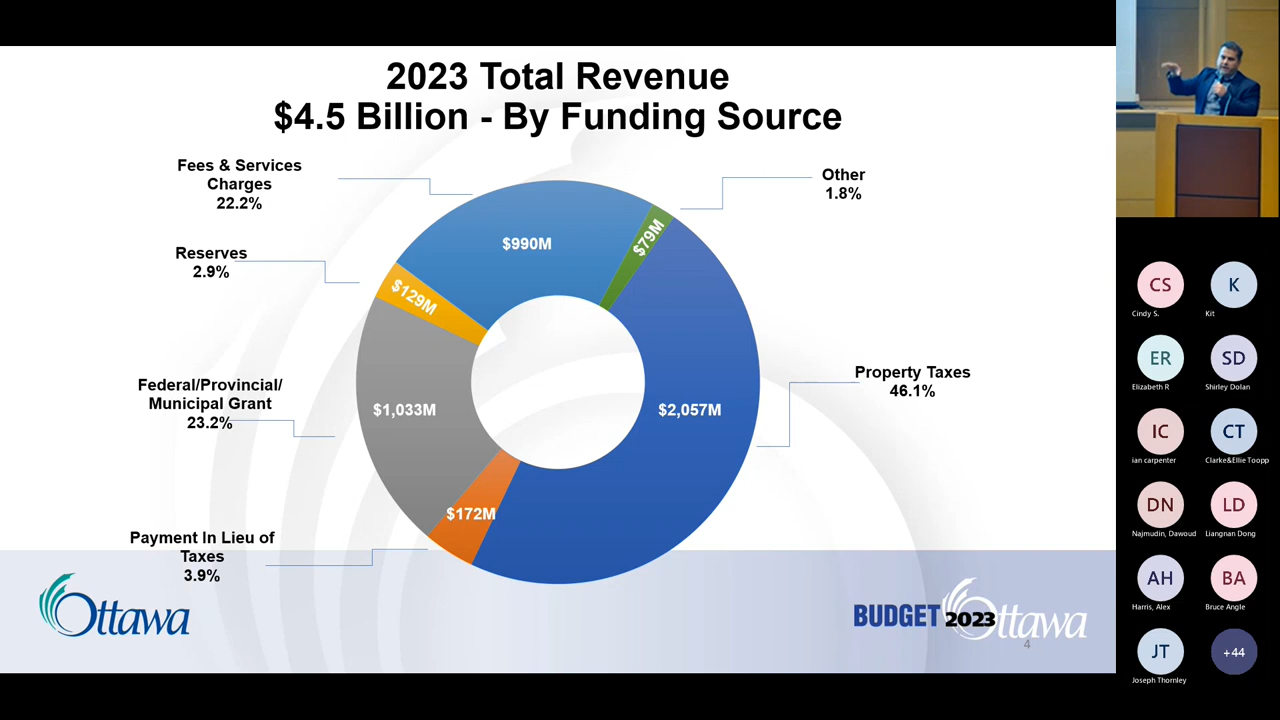 2023 Total Revenue
$4.5 Billion - By Funding Source
Fees & Services
Charges
22.2%
Other
1.8%
$990M
$79M
Reserves
2.9%
$129M
Property Taxes
46.1%
$2,057M
Federal/Provincial/
Municipal Grant
23.2%
$1,033M
$172M
Payment In Lieu of
Taxes
3.9%
Ottawa
BUDGET 2023 Ottawa
4
CS
Cindy S.
K
Kit
ER
Elizabeth R
SD
Shirley Dolan
IC
ian carpenter
CT
Clarke&Ellie Toopp
DN
Najmudin, Dawoud
LD
Liangnan Dong
AH
Harris, Alex
BA
Bruce Angle
JT
Joseph Thornley
+44